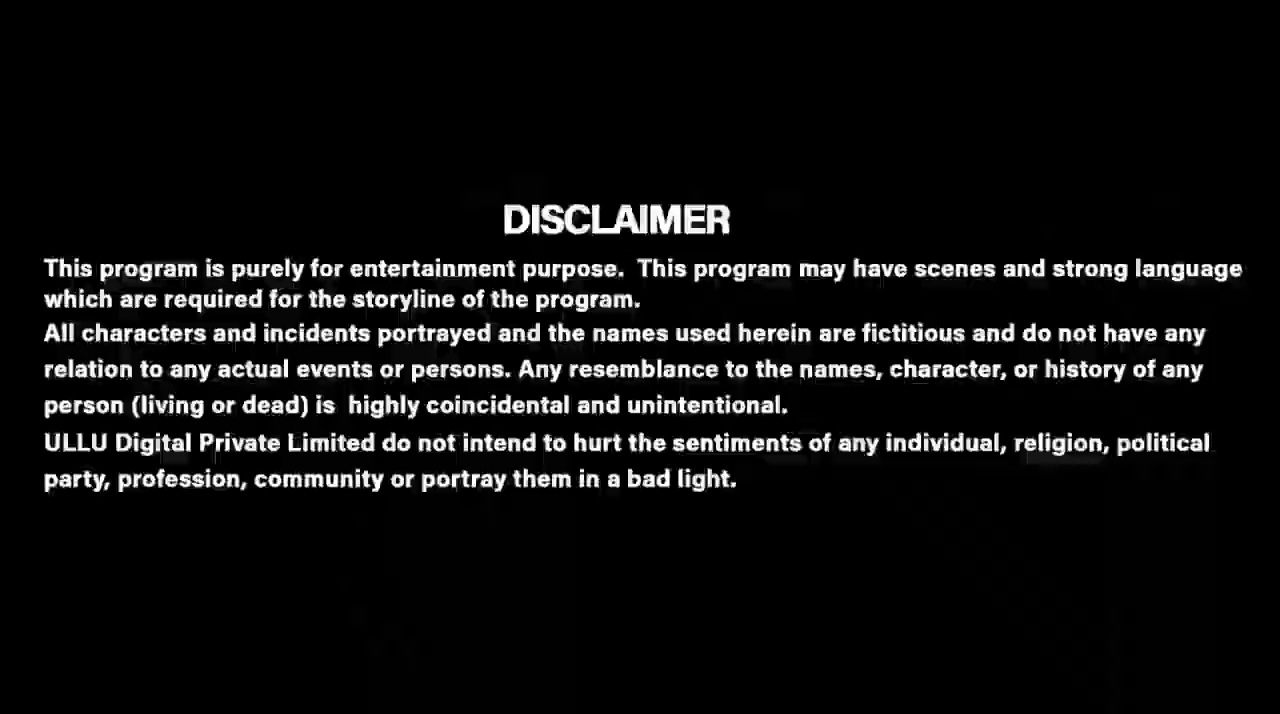 DISCLAIMER
This program is purely for entertainment purpose.  This program may have scenes and strong language
which are required for the storyline of the program.
All characters and incidents portrayed and the names used herein are fictitious and do not have any
relation to any actual events or persons. Any resemblance to the names, character, or history of any
person (living or dead) is  highly coincidental and unintentional.
ULLU Digital Private Limited do not intend to hurt the sentiments of any individual, religion, political
party, profession, community or portray them in a bad light.